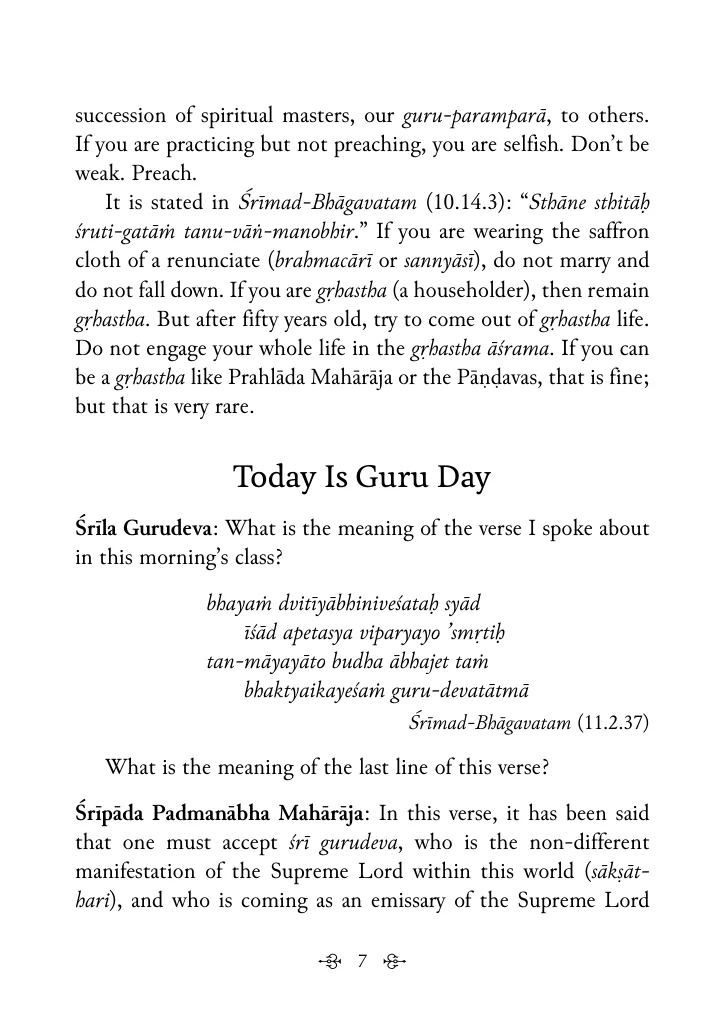 succession of spiritual masters, our guru-paramparā, to others.
If you are practicing but not preaching, you are selfish. Don’t be
weak. Preach.
It is stated in Śrīmad-Bhāgavatam (10.14.3): “Sthāne sthitāḥ
śruti-gatāṁ tanu-vāṅ-manobhir.” If you are wearing the saffron
cloth of a renunciate (brahmacārī or sannyāsī), do not marry and
do not fall down. If you are gṛhastha (a householder), then remain
gṛhastha. But after fifty years old, try to come out of gṛhastha life.
Do not engage your whole life in the gṛhastha āśrama. If you can
be a gṛhastha like Prahlāda Mahārāja or the Pāṇḍavas, that is fine;
but that is very rare.
Today Is Guru Day
Śrīla Gurudeva: What is the meaning of the verse I spoke about
in this morning’s class?
bhayaṁ dvitīyābhiniveśataḥ syād
īśād apetasya viparyayo ’smṛtiḥ
tan-māyayāto budha ābhajet taṁ
bhaktyaikayeśaṁ guru-devatātmā
Śrīmad-Bhāgavatam (11.2.37)
What is the meaning of the last line of this verse?
Śrīpāda Padmanābha Mahārāja: In this verse, it has been said
that one must accept śrī gurudeva, who is the non-different
manifestation of the Supreme Lord within this world (sākṣāt-
hari), and who is coming as an emissary of the Supreme Lord
7